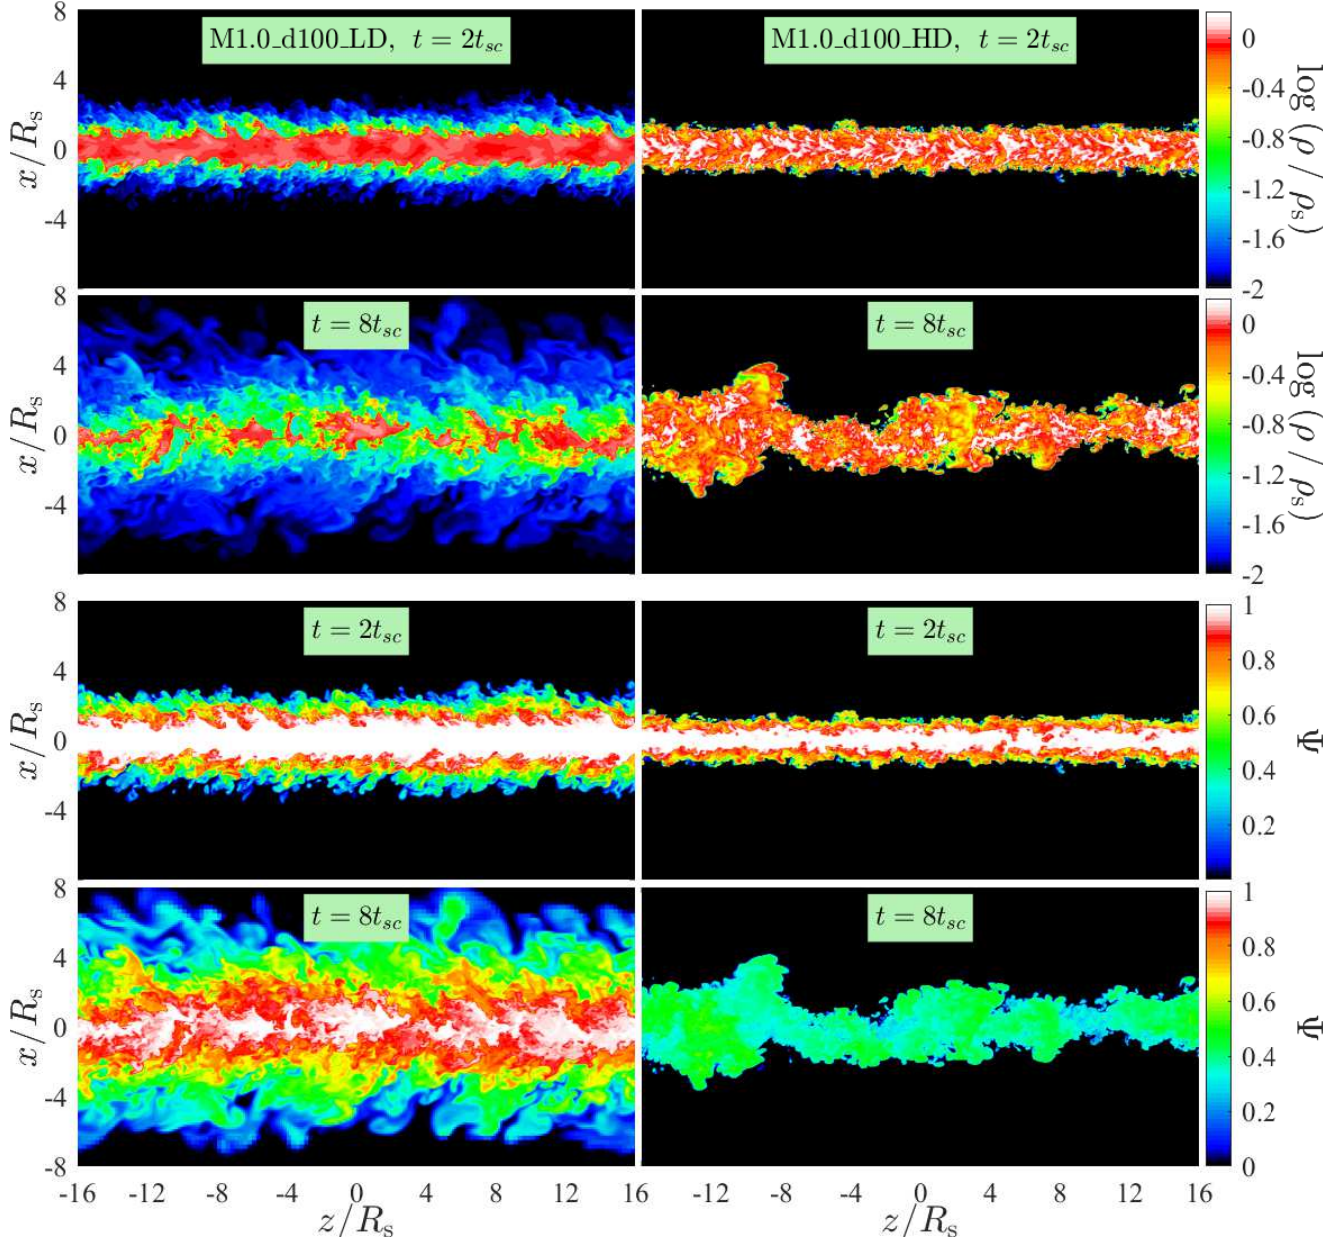 M1.0_d100_LD, t = 2t_sc
M1.0_d100_HD, t = 2t_sc
8
4
0
-4
x/R_s
0
-0.4
-0.8
-1.2
-1.6
-2
log (ρ / ρ_s)
t = 8t_sc
t = 8t_sc
8
4
0
-4
x/R_s
0
-0.4
-0.8
-1.2
-1.6
-2
log (ρ / ρ_s)
t = 2t_sc
t = 2t_sc
8
4
0
-4
x/R_s
1
0.8
0.6
0.4
0.2
Ψ
t = 8t_sc
t = 8t_sc
8
4
0
-4
-8
x/R_s
1
0.8
0.6
0.4
0.2
0
Ψ
-16 -12 -8 -4 0 4 8 12 16
-12 -8 -4 0 4 8 12 16
z/R_s
z/R_s